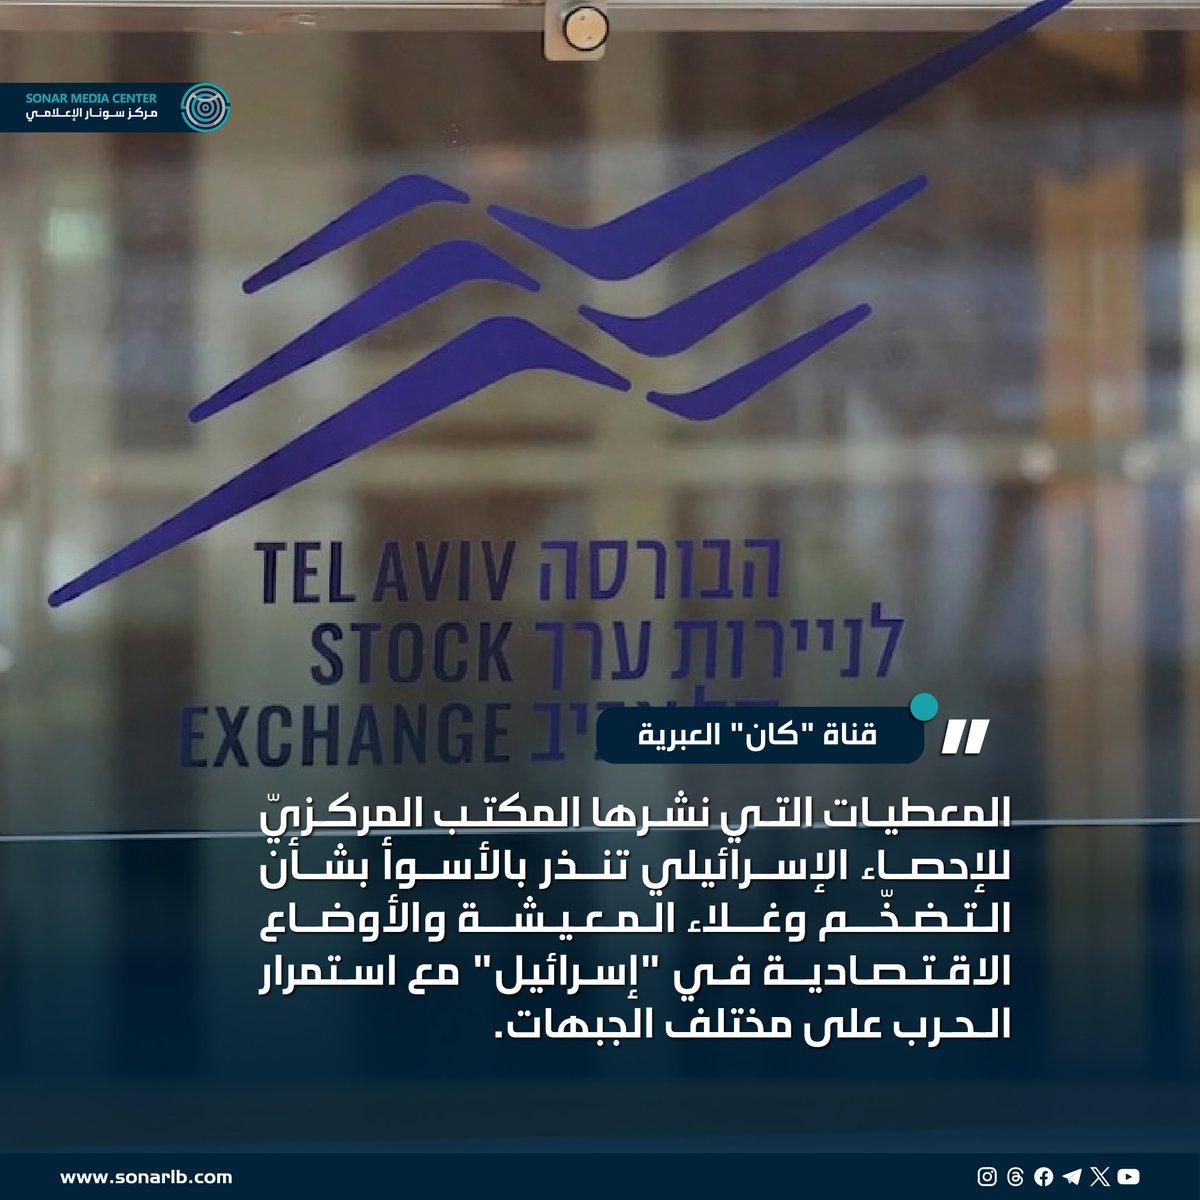 SONAR MEDIA CENTER
مركز سونار الإعلامي
TEL AVIV הבורסה
STOCK לניירות ערך
EXCHANGE
قناة "كان" العبرية
المعطيات التي نشرها المكتب المركزيّ
للإحصاء الإسرائيلي تنذر بالأسوأ بشأن
التضخّم وغلاء المعيشة والأوضاع
الاقتصادية في "إسرائيل" مع استمرار
الحرب على مختلف الجبهات.
www.sonarlb.com